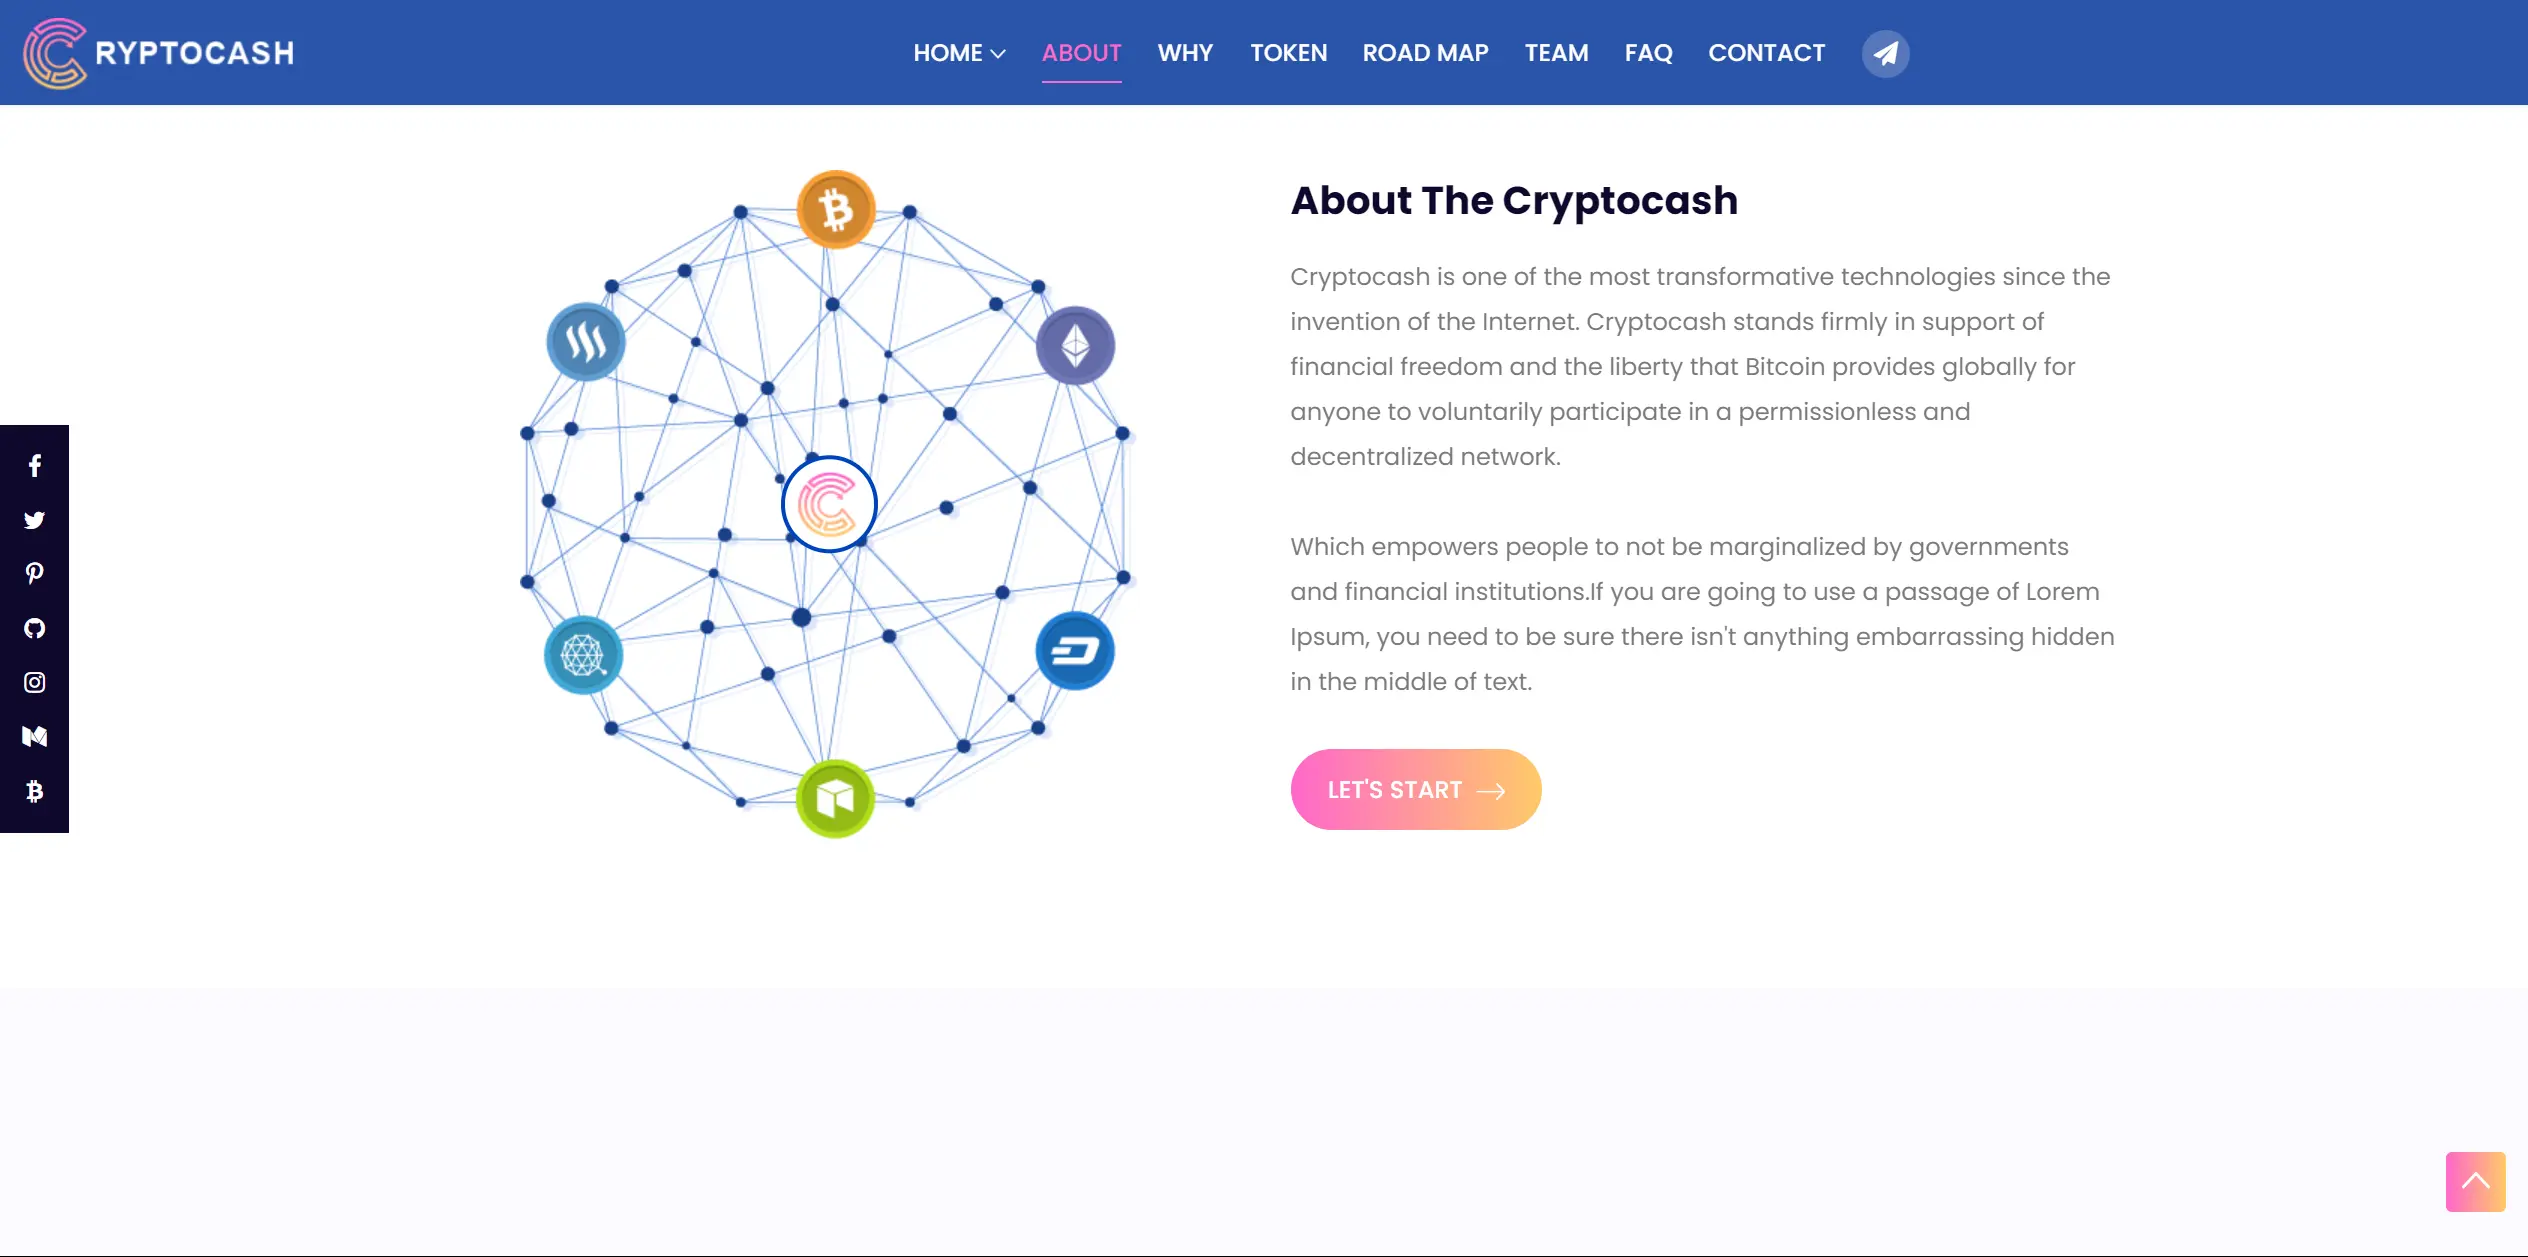 RYPTOCASH
HOME ABOUT WHY TOKEN ROAD MAP TEAM FAQ CONTACT
About The Cryptocash
Cryptocash is one of the most transformative technologies since the
invention of the Internet. Cryptocash stands firmly in support of
financial freedom and the liberty that Bitcoin provides globally for
anyone to voluntarily participate in a permissionless and
decentralized network.
Which empowers people to not be marginalized by governments
and financial institutions.If you are going to use a passage of Lorem
Ipsum, you need to be sure there isn't anything embarrassing hidden
in the middle of text.
LET'S START